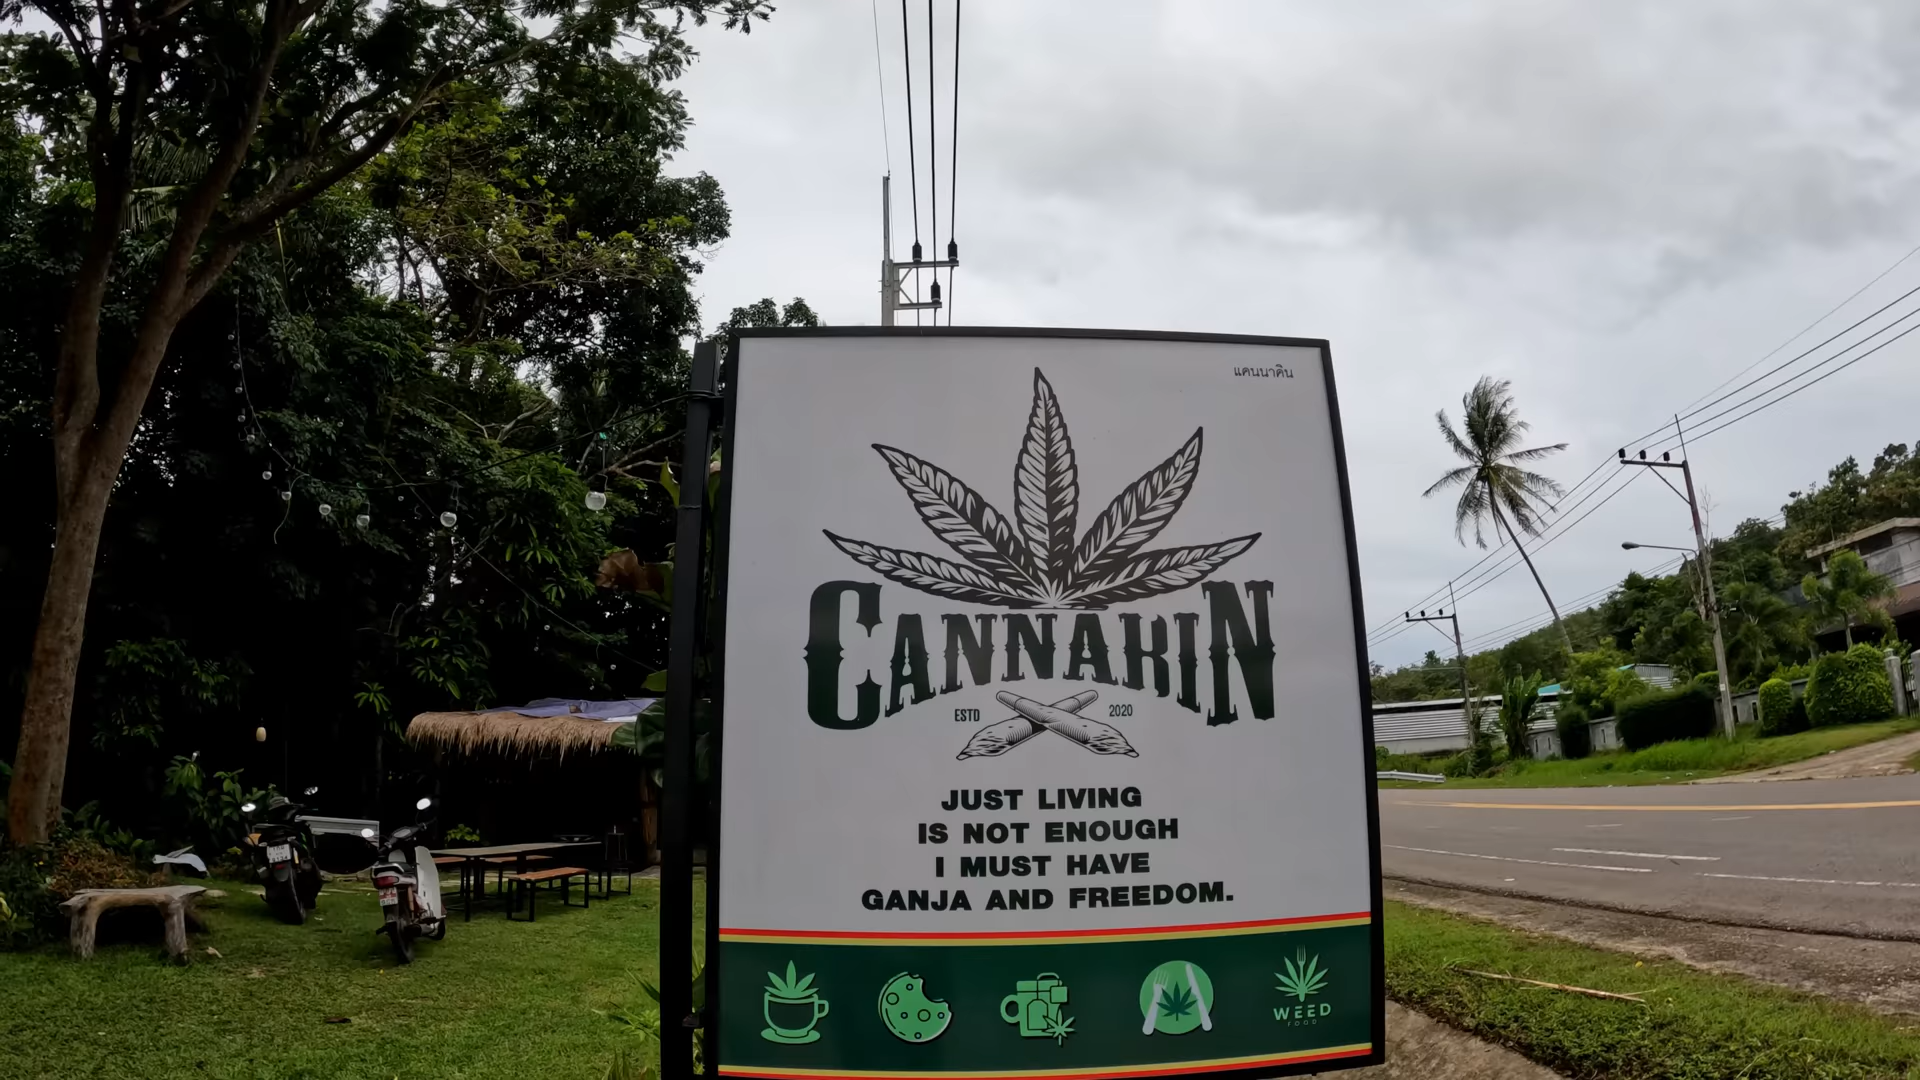 แคนนาคิน
CANNAKIN
ESTD 2020
JUST LIVING
IS NOT ENOUGH
I MUST HAVE
GANJA AND FREEDOM.
WEED
FOOD